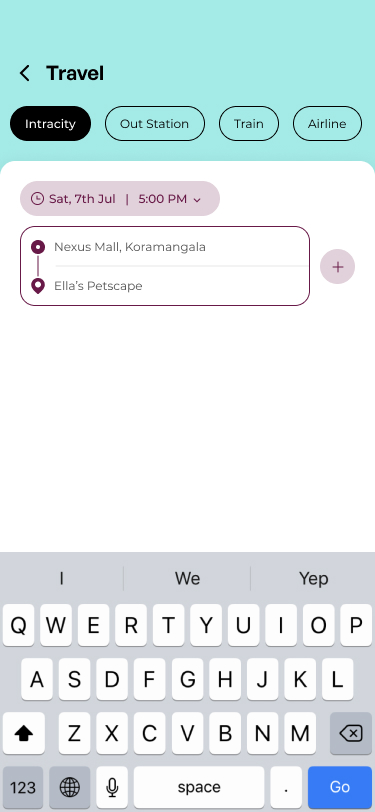 Travel
Intracity Out Station Train Airline
Sat, 7th Jul | 5:00 PM
Nexus Mall, Koramangala
Ella's Petscape
I We Yep
Q W E R T Y U I O P
A S D F G H J K L
Z X C V B N M
123 space . Go